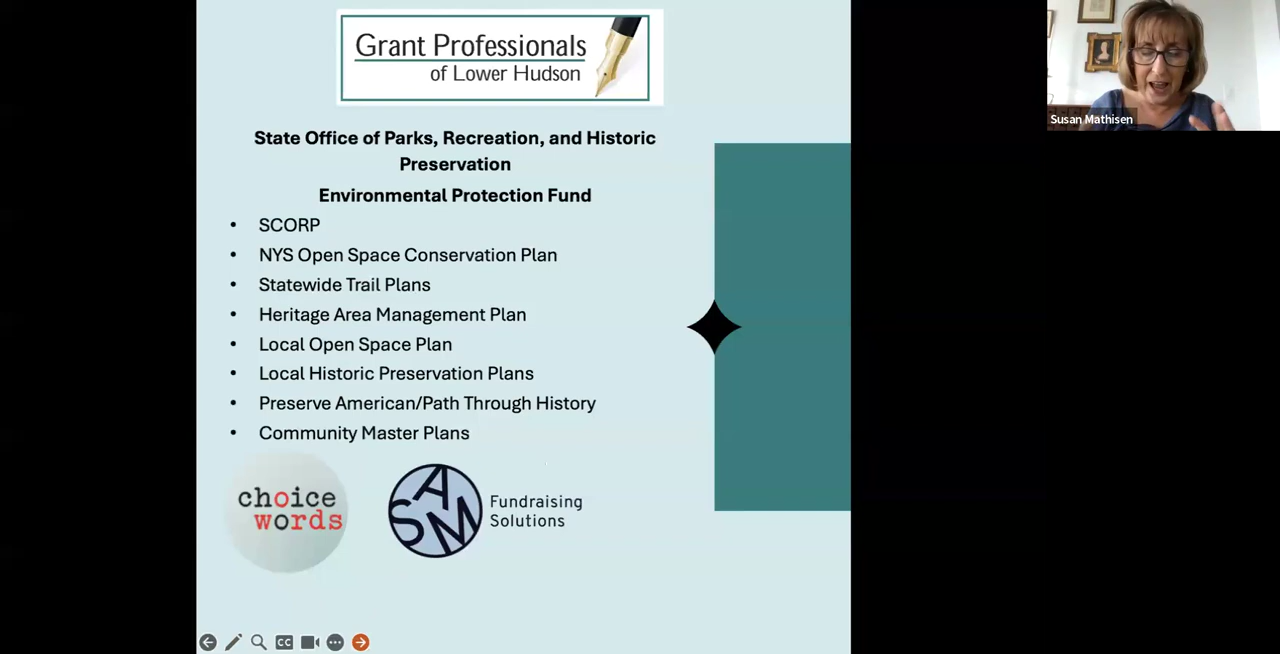 Grant Professionals
of Lower Hudson
Susan Mathisen
State Office of Parks, Recreation, and Historic
Preservation
Environmental Protection Fund
• SCORP
• NYS Open Space Conservation Plan
• Statewide Trail Plans
• Heritage Area Management Plan
• Local Open Space Plan
• Local Historic Preservation Plans
• Preserve American/Path Through History
• Community Master Plans
choice
words
SAM
Fundraising
Solutions
CC